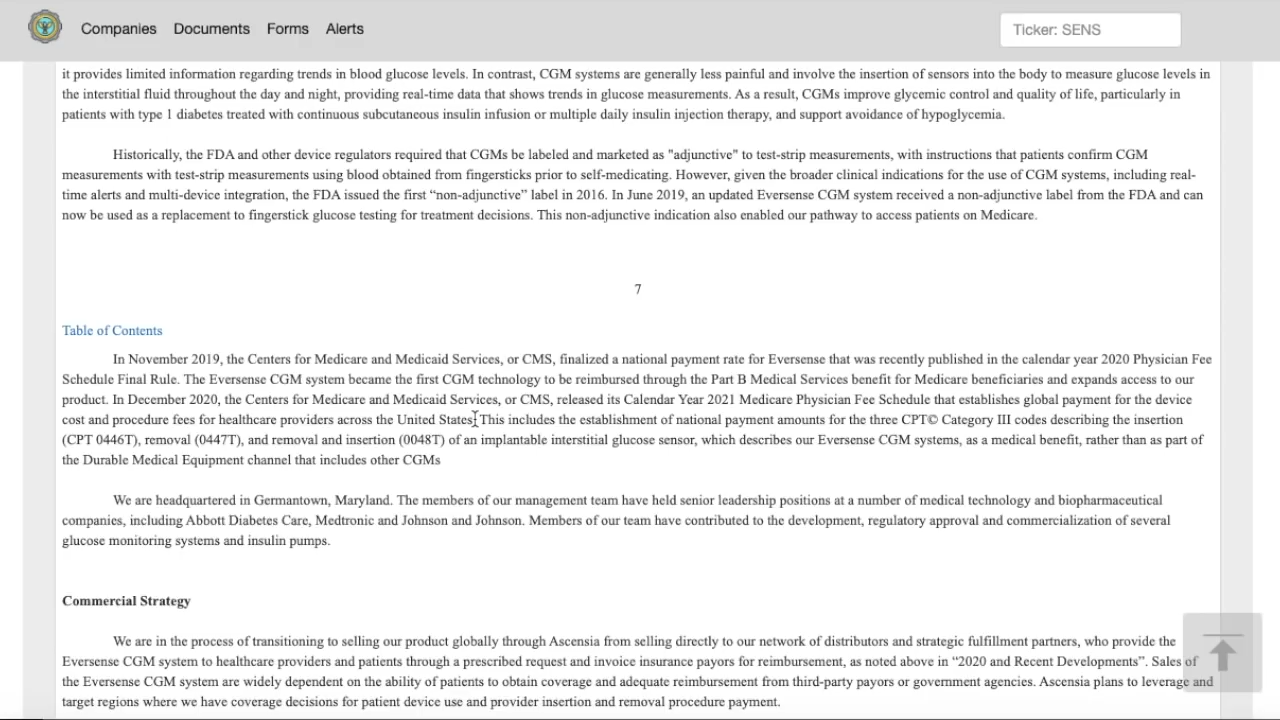 Companies Documents Forms Alerts Ticker: SENS
it provides limited information regarding trends in blood glucose levels. In contrast, CGM systems are generally less painful and involve the insertion of sensors into the body to measure glucose levels in
the interstitial fluid throughout the day and night, providing real-time data that shows trends in glucose measurements. As a result, CGMs improve glycemic control and quality of life, particularly in
patients with type 1 diabetes treated with continuous subcutaneous insulin infusion or multiple daily insulin injection therapy, and support avoidance of hypoglycemia.
Historically, the FDA and other device regulators required that CGMs be labeled and marketed as "adjunctive" to test-strip measurements, with instructions that patients confirm CGM
measurements with test-strip measurements using blood obtained from fingersticks prior to self-medicating. However, given the broader clinical indications for the use of CGM systems, including real-
time alerts and multi-device integration, the FDA issued the first “non-adjunctive” label in 2016. In June 2019, an updated Eversense CGM system received a non-adjunctive label from the FDA and can
now be used as a replacement to fingerstick glucose testing for treatment decisions. This non-adjunctive indication also enabled our pathway to access patients on Medicare.
7
Table of Contents
In November 2019, the Centers for Medicare and Medicaid Services, or CMS, finalized a national payment rate for Eversense that was recently published in the calendar year 2020 Physician Fee
Schedule Final Rule. The Eversense CGM system became the first CGM technology to be reimbursed through the Part B Medical Services benefit for Medicare beneficiaries and expands access to our
product. In December 2020, the Centers for Medicare and Medicaid Services, or CMS, released its Calendar Year 2021 Medicare Physician Fee Schedule that establishes global payment for the device
cost and procedure fees for healthcare providers across the United States. This includes the establishment of national payment amounts for the three CPT© Category III codes describing the insertion
(CPT 0446T), removal (0447T), and removal and insertion (0048T) of an implantable interstitial glucose sensor, which describes our Eversense CGM systems, as a medical benefit, rather than as part of
the Durable Medical Equipment channel that includes other CGMs
We are headquartered in Germantown, Maryland. The members of our management team have held senior leadership positions at a number of medical technology and biopharmaceutical
companies, including Abbott Diabetes Care, Medtronic and Johnson and Johnson. Members of our team have contributed to the development, regulatory approval and commercialization of several
glucose monitoring systems and insulin pumps.
Commercial Strategy
We are in the process of transitioning to selling our product globally through Ascensia from selling directly to our network of distributors and strategic fulfillment partners, who provide the
Eversense CGM system to healthcare providers and patients through a prescribed request and invoice insurance payors for reimbursement, as noted above in “2020 and Recent Developments”. Sales of
the Eversense CGM system are widely dependent on the ability of patients to obtain coverage and adequate reimbursement from third-party payors or government agencies. Ascensia plans to leverage and
target regions where we have coverage decisions for patient device use and provider insertion and removal procedure payment.